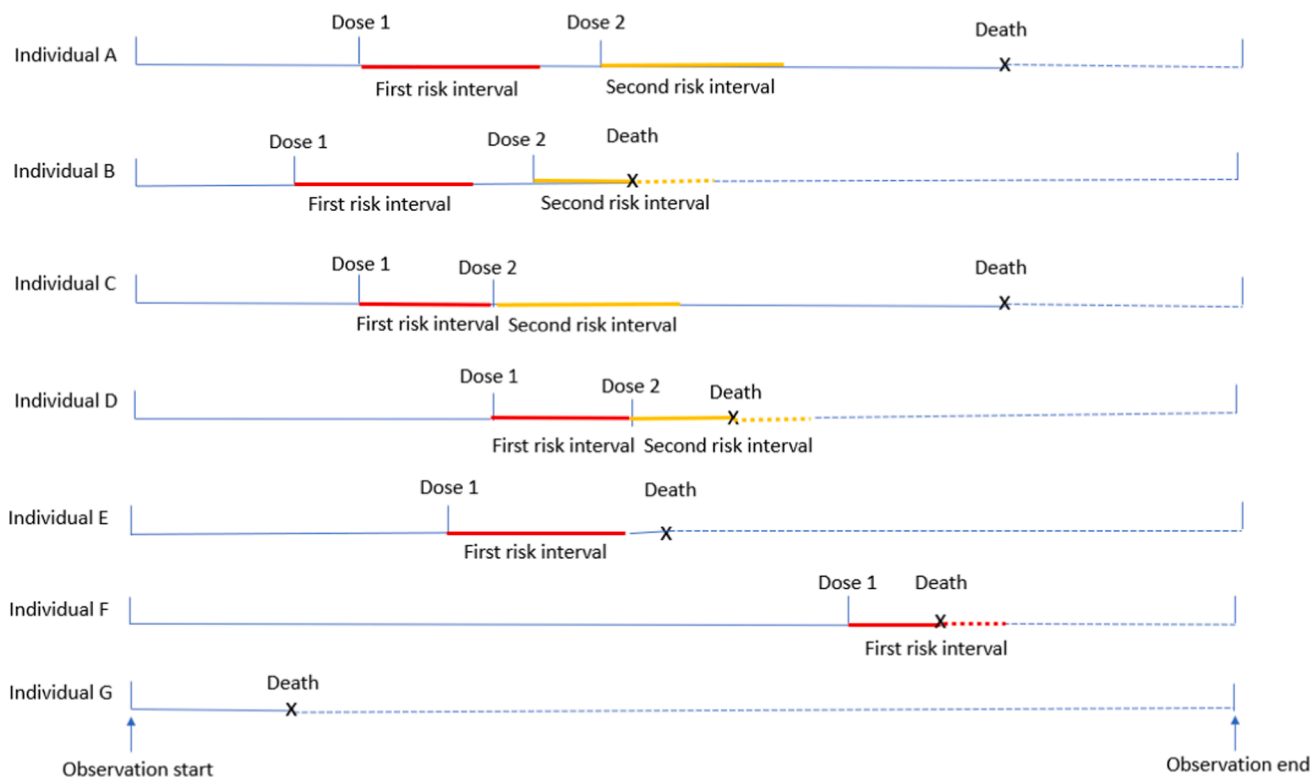 Dose 1
Dose 2
Death
Individual A
X
First risk interval
Second risk interval
Dose 1
Dose 2
Death
Individual B
X
First risk interval
Second risk interval
Dose 1
Dose 2
Death
Individual C
X
First risk interval
Second risk interval
Dose 1
Dose 2
Death
Individual D
X
First risk interval
Second risk interval
Dose 1
Death
Individual E
X
First risk interval
Dose 1
Death
Individual F
X
First risk interval
Death
Individual G
X
Observation start
Observation end